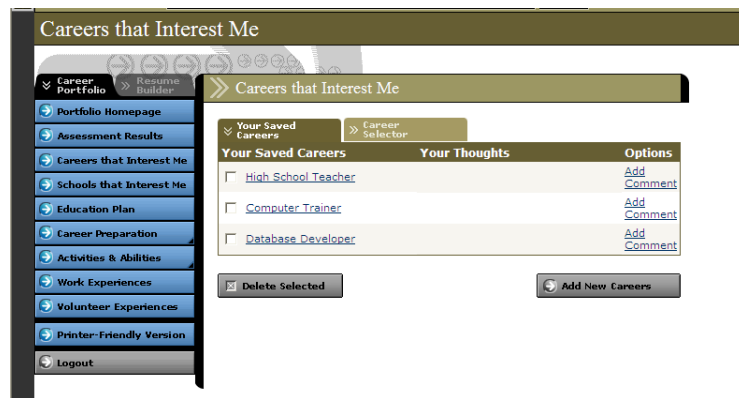 Careers that Interest Me
Career
Portfolio
Resume
Builder
Portfolio Homepage
Assessment Results
Careers that Interest Me
Schools that Interest Me
Education Plan
Career Preparation
Activities & Abilities
Work Experiences
Volunteer Experiences
Printer-Friendly Version
Logout
Careers that Interest Me
Your Saved
Careers
Career
Selector
Your Saved Careers Your Thoughts Options
High School Teacher Add
Comment
Computer Trainer Add
Comment
Database Developer Add
Comment
Delete Selected Add New Careers